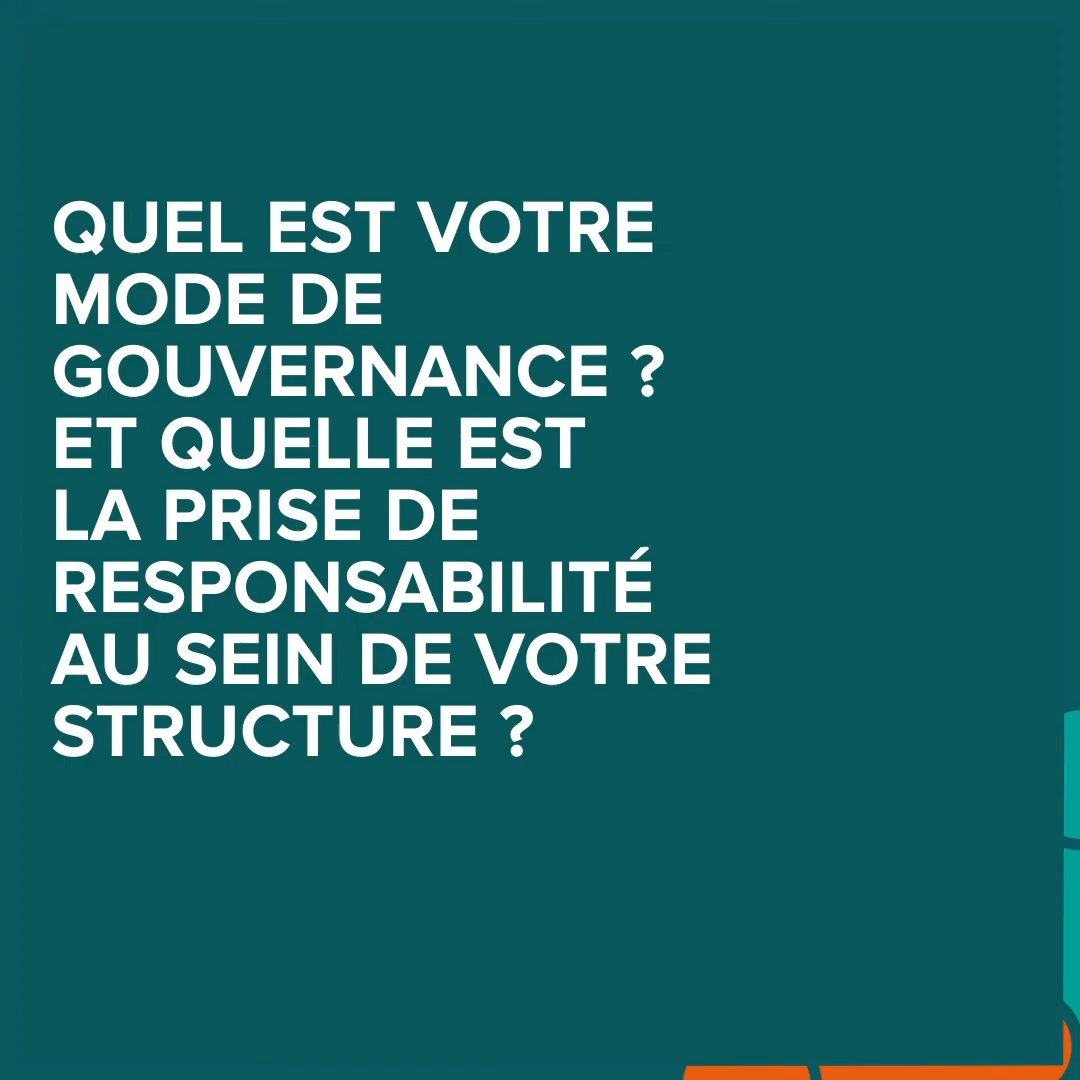 QUEL EST VOTRE
MODE DE
GOUVERNANCE ?
ET QUELLE EST
LA PRISE DE
RESPONSABILITÉ
AU SEIN DE VOTRE
STRUCTURE ?